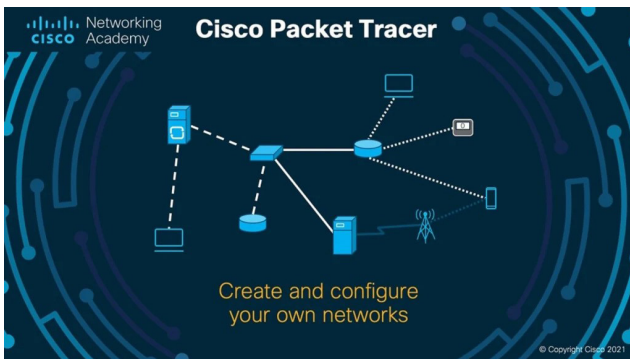 CISCO
Networking
Academy
Cisco Packet Tracer
Create and configure
your own networks
© Copyright Cisco 2021